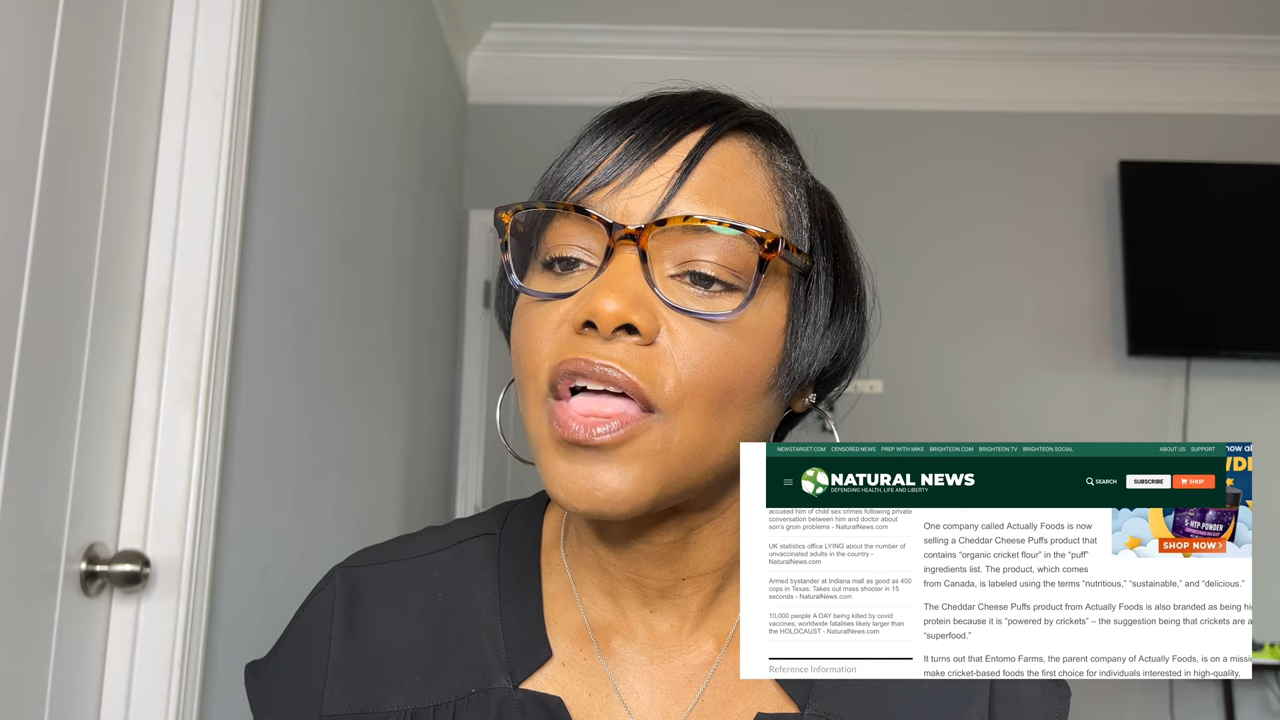 NEWSTARGET.COM CENSORED.NEWS PREP WITH MIKE BRIGHTEON.COM BRIGHTEON.TV BRIGHTEON.SOCIAL ABOUT US SUPPORT
NATURAL NEWS
DEFENDING HEALTH, LIFE AND LIBERTY
SEARCH
SUBSCRIBE
SHOP
accused him of child sex crimes following private
conversation between him and doctor about
son's groin problems - NaturalNews.com
UK statistics office LYING about the number of
unvaccinated adults in the country -
NaturalNews.com
Armed bystander at Indiana mall as good as 400
cops in Texas: Takes out mass shooter in 15
seconds - NaturalNews.com
10,000 people A DAY being killed by covid
vaccines; worldwide fatalities likely larger than
the HOLOCAUST - NaturalNews.com
Reference Information
One company called Actually Foods is now
selling a Cheddar Cheese Puffs product that
contains “organic cricket flour” in the “puff”
ingredients list. The product, which comes
from Canada, is labeled using the terms “nutritious,” “sustainable,” and “delicious.”
The Cheddar Cheese Puffs product from Actually Foods is also branded as being
protein because it is “powered by crickets” – the suggestion being that crickets are a
“superfood.”
It turns out that Entomo Farms, the parent company of Actually Foods, is on a
make cricket-based foods the first choice for individuals interested in high-quality,
5-HTP POWDER
SHOP NOW